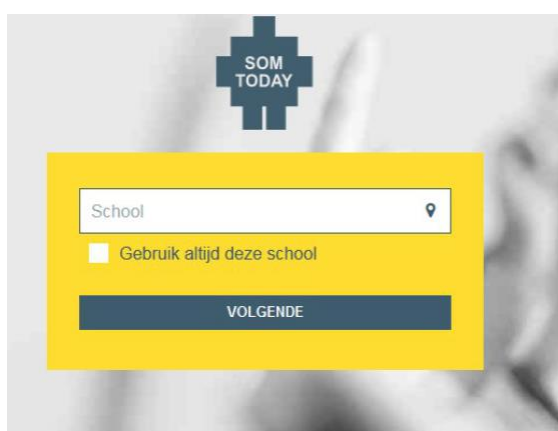 SOM
TODAY
School
Gebruik altijd deze school
VOLGENDE